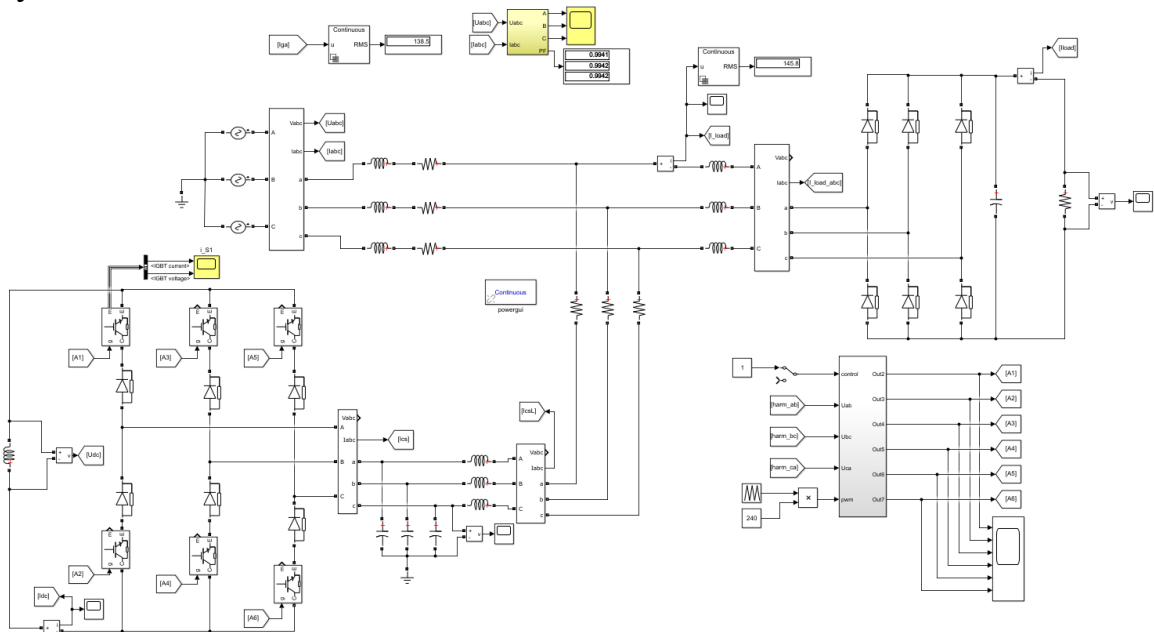 [Iga]
Continuous
u
RMS
138.5
[Uabc]
[Iabc]
Uabc
Iabc
A
B
C
PF
0.9941
0.9942
0.9942
Continuous
u
RMS
145.8
[Iload]
[I_load]
A
B
C
Vabc
Iabc
a
b
c
[Uabc]
[Iabc]
A
B
C
Vabc
Iabc
a
b
c
[I_load_abc]
i_S1
<IGBT current>
<IGBT voltage>
Continuous
powergui
[A1]
[A3]
[A5]
[Udc]
[A2]
[A4]
[A6]
[Idc]
Vabc
A
Iabc
B
a
b
C
c
[Ics]
[IcsL]
Vabc
A
Iabc
B
a
b
C
c
1
[harm_ab]
[harm_bc]
[harm_ca]
240
×
control
Uab
Ubc
Uca
pwm
Out2
Out3
Out4
Out5
Out6
Out7
[A1]
[A2]
[A3]
[A4]
[A5]
[A6]